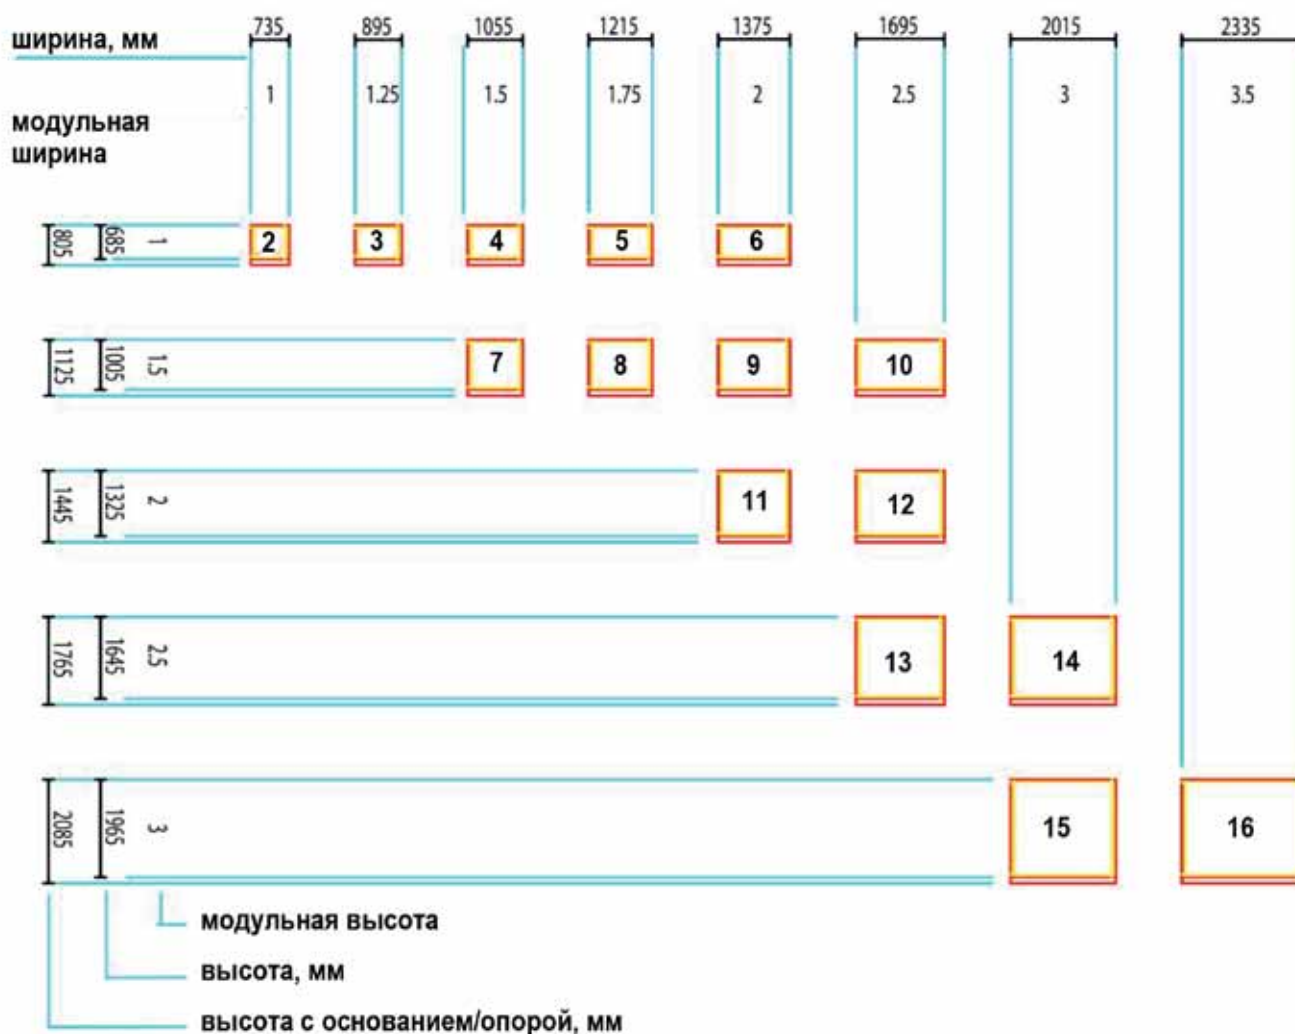 735 895 1055 1215 1375 1695 2015 2335
ширина, мм
1 1.25 1.5 1.75 2 2.5 3 3.5
модульная
ширина
805 685 1 2 3 4 5 6
1125 1005 1.5 7 8 9 10
1445 1325 2 11 12
1765 1645 2.5 13 14
2085 1965 3 15 16
модульная высота
высота, мм
высота с основанием/опорой, мм